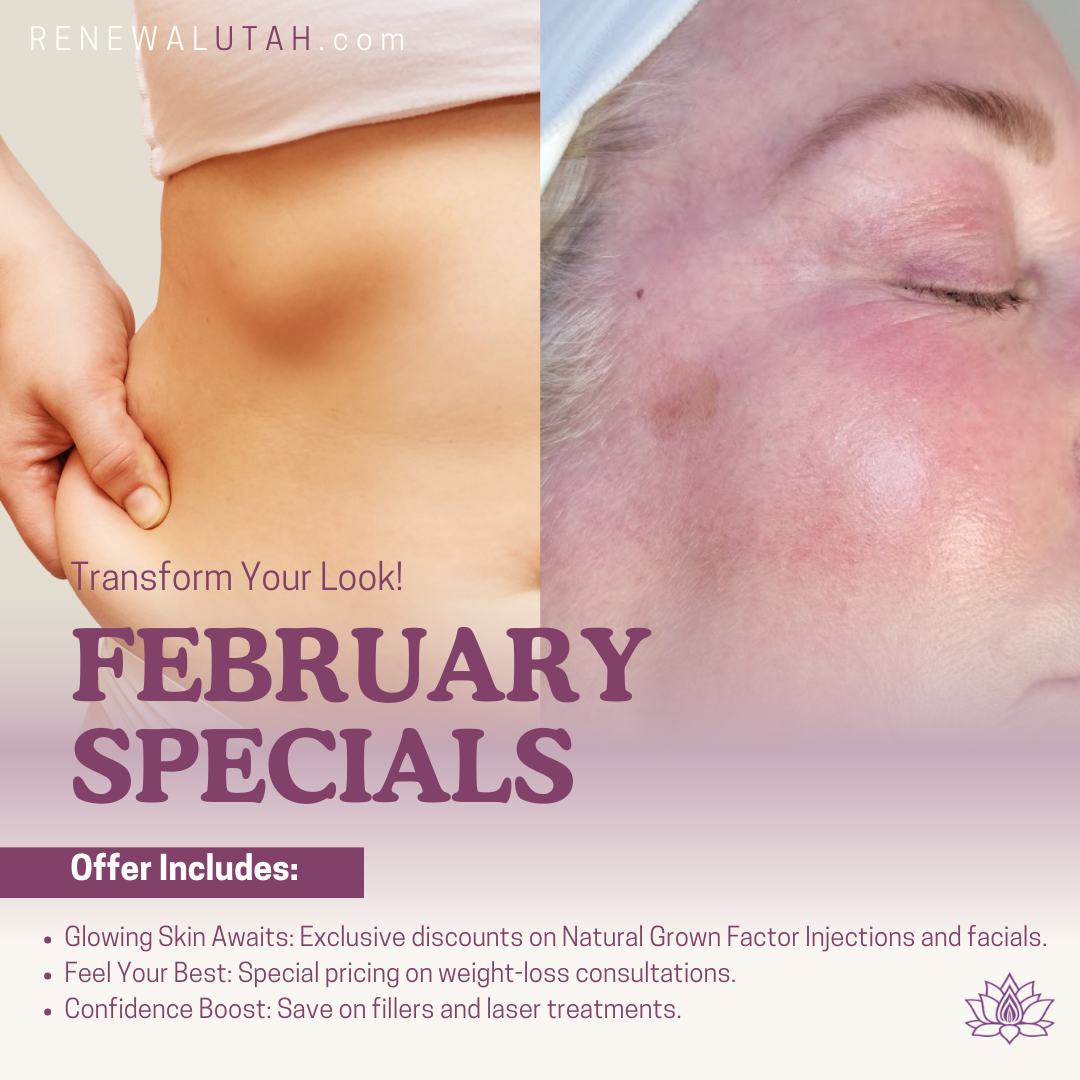 RENEWALUTAH.com
Transform Your Look!
FEBRUARY
SPECIALS
Offer Includes:
• Glowing Skin Awaits: Exclusive discounts on Natural Grown Factor Injections and facials.
• Feel Your Best: Special pricing on weight-loss consultations.
• Confidence Boost: Save on fillers and laser treatments.